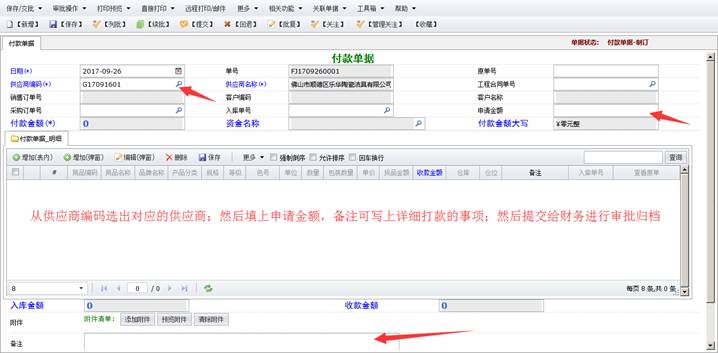 保存/交批 审批操作 打印预览 直接打印 远程打印/邮件 更多 相关功能 关联单据 工具箱 帮助
【新增】 【保存】 【列批】 【续批】 【提交】 【回退】 【批复】 【关注】 【管理关注】 【收藏】
付款单据 单据状态: 付款单据-制订
付款单据
日期(*) 2017-09-26 单号 FJ1709260001 原单号
供应商编码(*) G17091601 供应商名称(*) 佛山市顺德区乐华陶瓷洁具有限公司 工程合同单号
销售订单号 客户编码 客户名称
采购订单号 入库单号 申请金额
付款金额(*) 0 资金名称 付款金额大写 ¥零元整
付款单据_明细
增加(表内) 增加(弹窗) 编辑(弹窗) 删除 保存 更多 强制倒序 允许排序 回车换行 查询
# 商品编码 商品名称 品牌名称 产品分类 规格 等级 色号 单位 数量 包装数量 单价 货品金额 收款金额 仓库 仓位 备注 入库单号 查看原单
从供应商编码选出对应的供应商；然后填上申请金额，备注可写上详细打款的事项；然后提交给财务进行审批归档
8 0 / 0 每页 8 条,共 0 条
入库金额 0 收款金额 0
附件 附件清单: 添加附件 预览附件 清除附件
备注